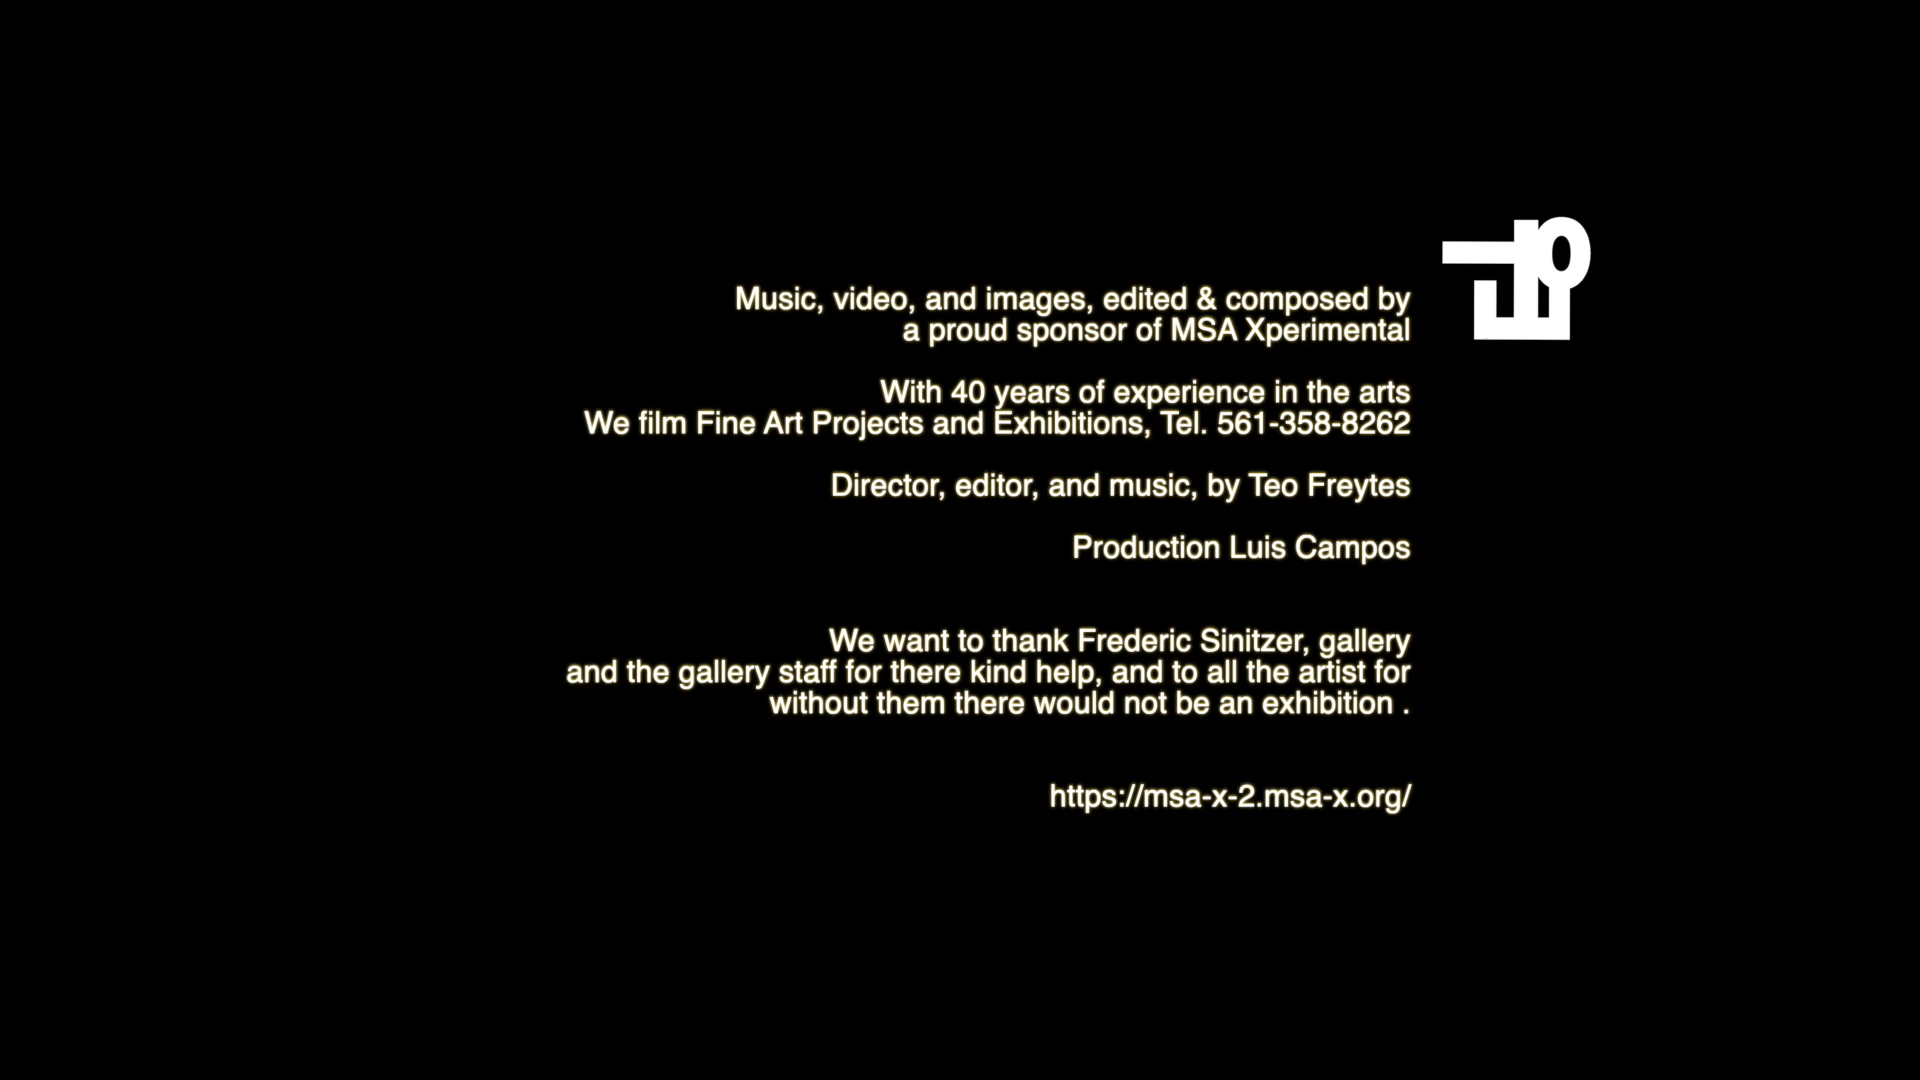 Music, video, and images, edited & composed by
a proud sponsor of MSA Xperimental
With 40 years of experience in the arts
We film Fine Art Projects and Exhibitions, Tel. 561-358-8262
Director, editor, and music, by Teo Freytes
Production Luis Campos
We want to thank Frederic Sinitzer, gallery
and the gallery staff for there kind help, and to all the artist for
without them there would not be an exhibition .
https://msa-x-2.msa-x.org/